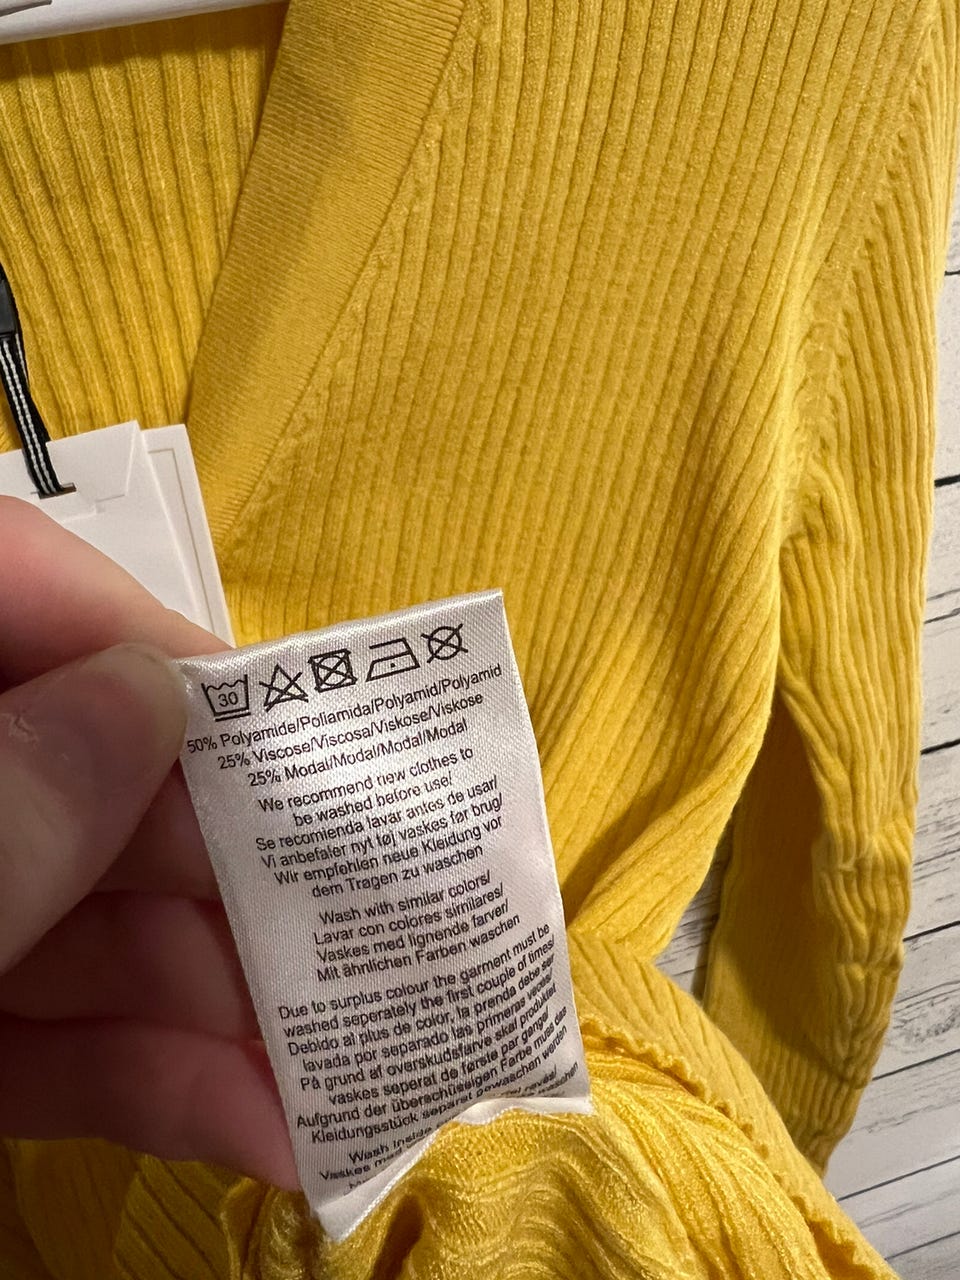 30
50% Polyamide/Poliamida/Polyamid/Polyamid
25% Viscose/Viscosa/Viskose/Viskose
25% Modal/Modal/Modal/Modal
We recommend new clothes to
be washed before use/
Se recomienda lavar antes de usar/
Vi anbefaler nyt tøj vaskes før brug/
Wir empfehlen neue Kleidung vor
dem Tragen zu waschen
Wash with similar colors/
Lavar con colores similares/
Vaskes med lignende farver/
Mit ähnlichen Farben waschen
Due to surplus colour the garment must be
washed seperately the first couple of times/
Debido al plus de color, la prenda debe ser
lavada por separado las primeras veces/
På grund af overskudsfarve skal produktet
vaskes seperat de første par gange/
Aufgrund der überschüssigen Farbe muss das
Kleidungsstück separat gewaschen werden
Wash inside
Vaskes med